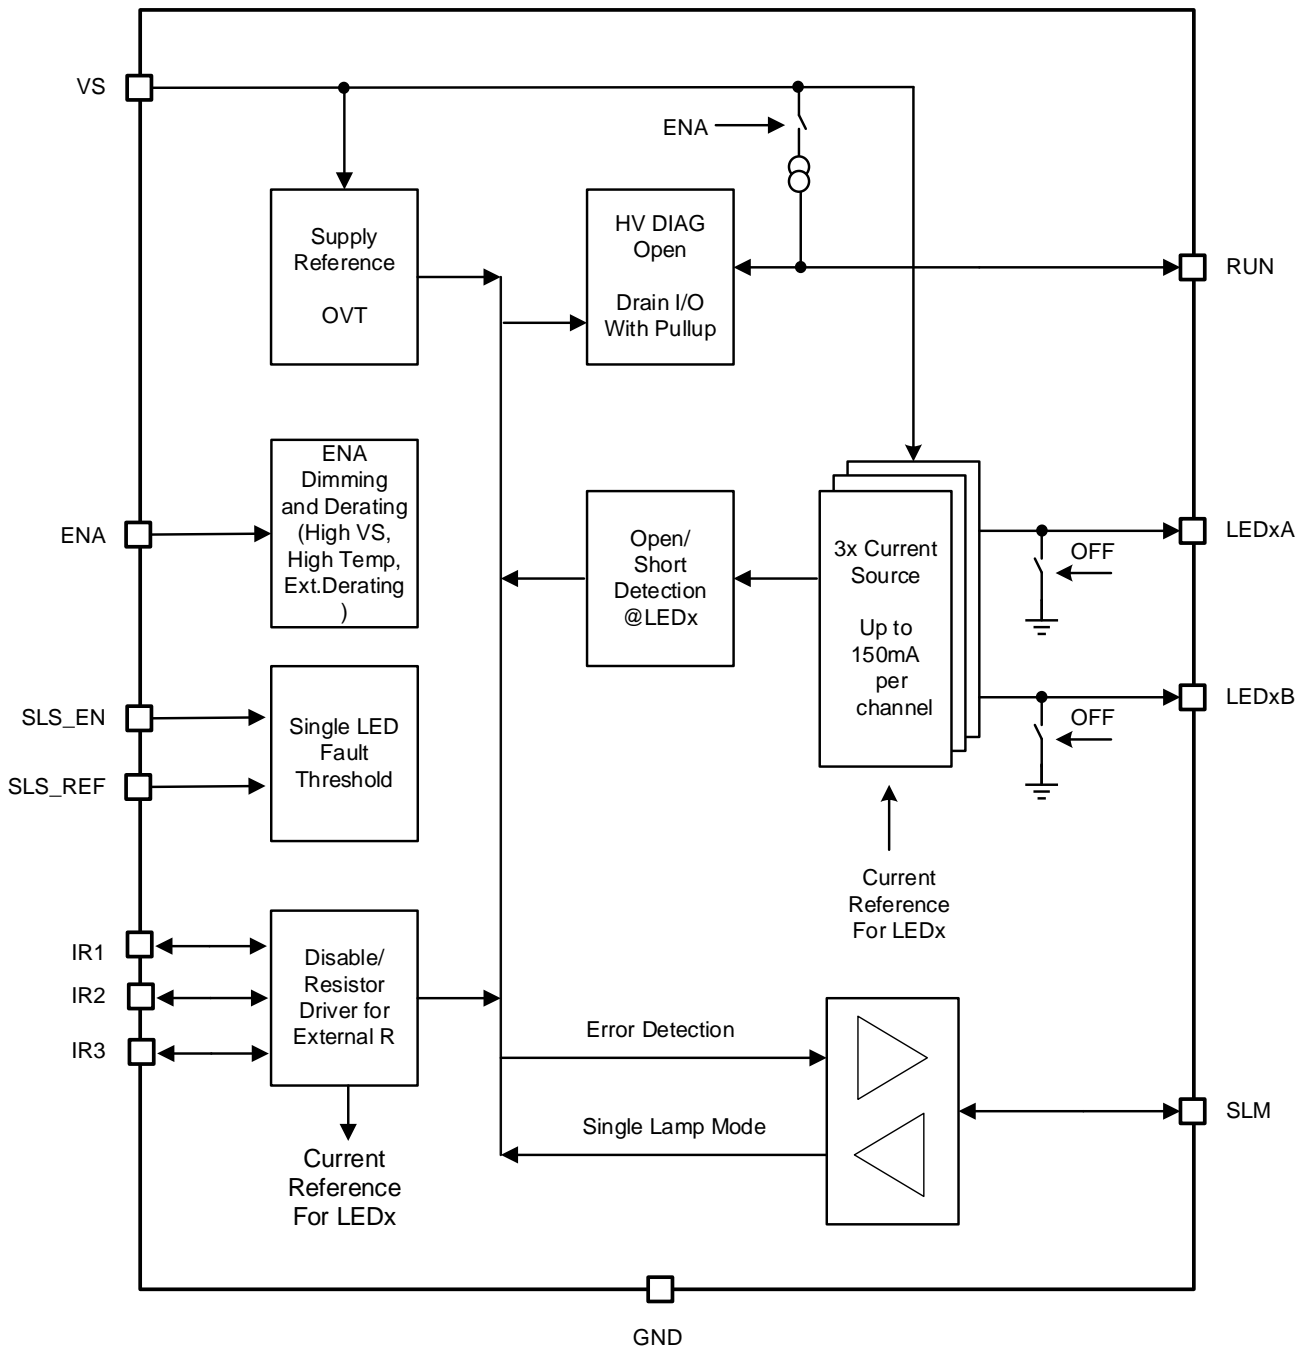 VS
ENA
Supply
Reference
OVT
HV DIAG
Open
Drain I/O
With Pullup
RUN
ENA
ENA
Dimming
and Derating
(High VS,
High Temp,
Ext.Derating
)
Open/
Short
Detection
@LEDx
3x Current
Source
Up to
150mA
per
channel
LEDxA
OFF
LEDxB
OFF
SLS_EN
SLS_REF
Single LED
Fault
Threshold
Current
Reference
For LEDx
IR1
IR2
IR3
Disable/
Resistor
Driver for
External R
Current
Reference
For LEDx
Error Detection
Single Lamp Mode
SLM
GND